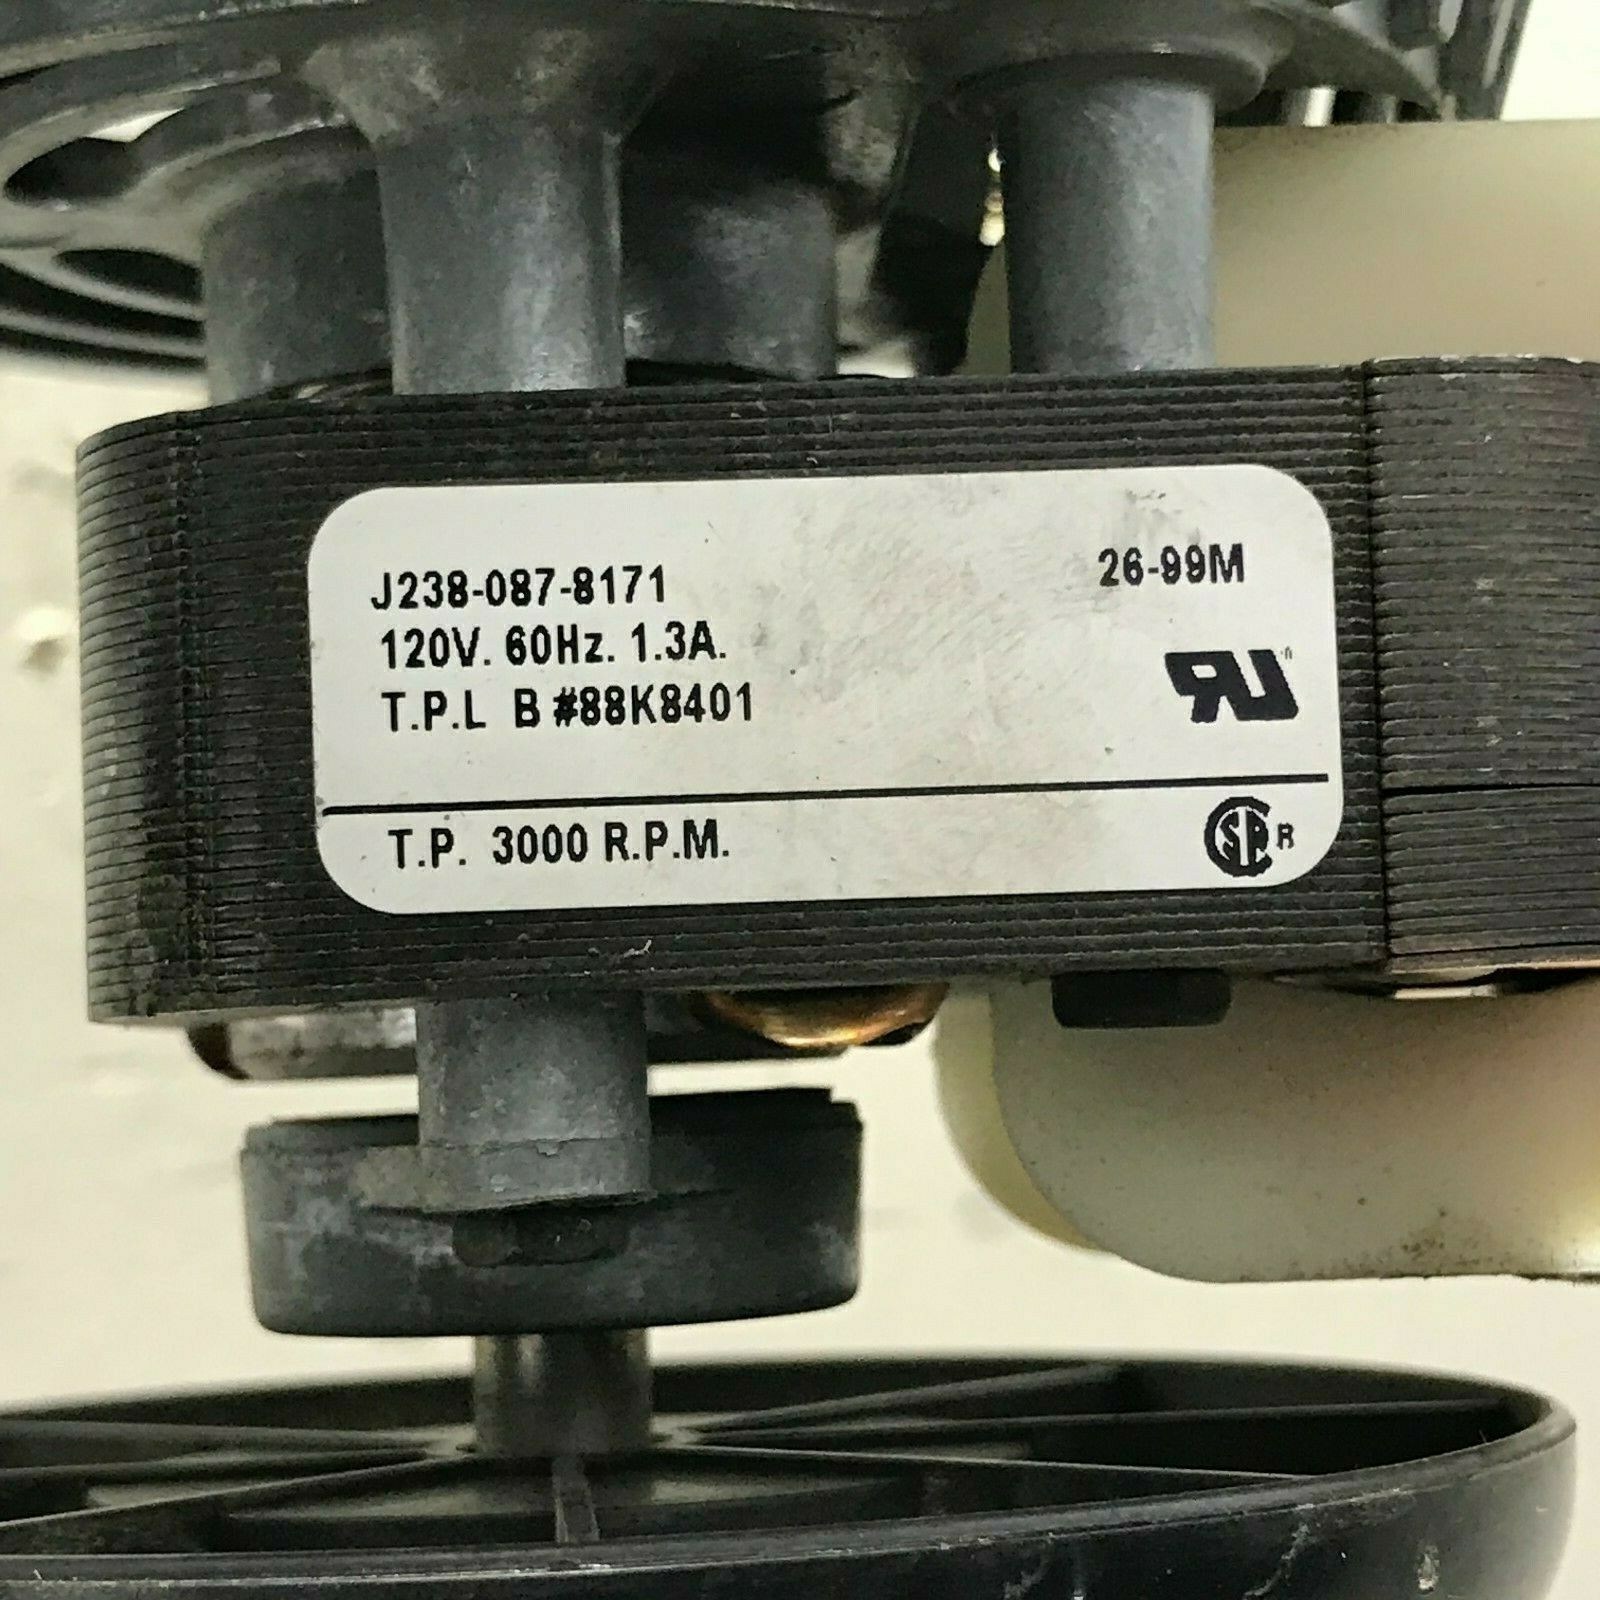 J238-087-8171 26-99M
120V. 60Hz. 1.3A.
T.P.L B #88K8401
T.P. 3000 R.P.M.